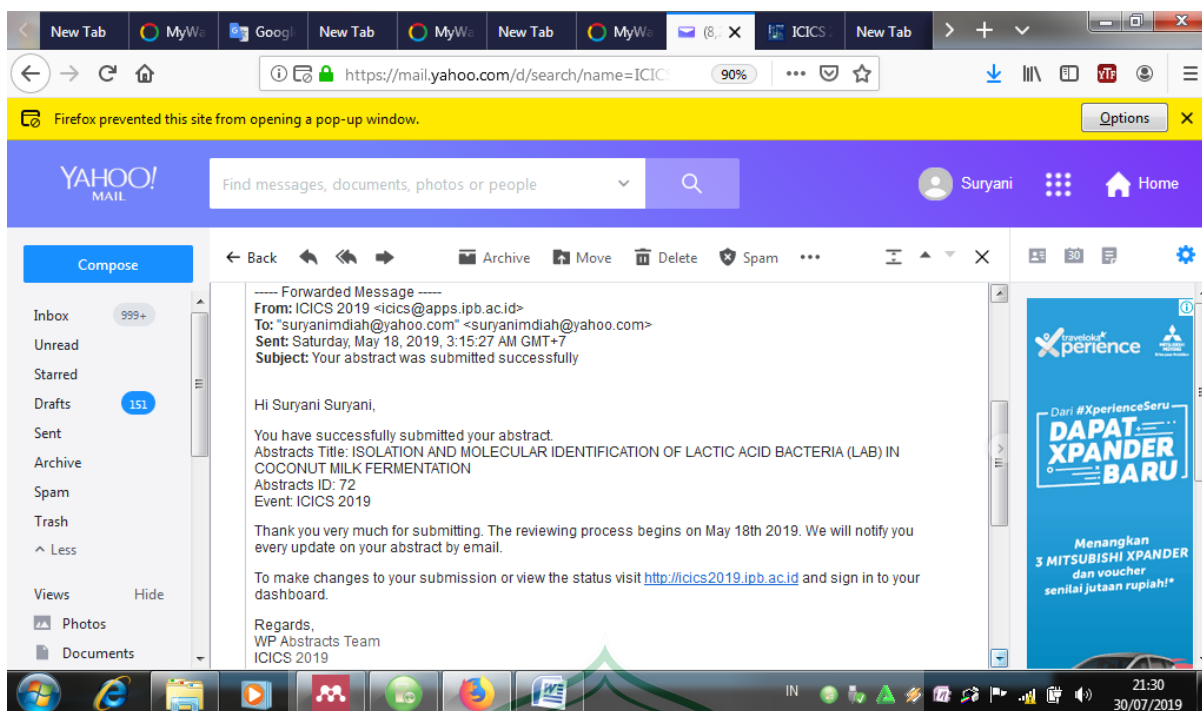 New Tab
MyWa
Googl
New Tab
MyWa
New Tab
MyWa
(8,
ICICS
New Tab
https://mail.yahoo.com/d/search/name=ICIC
90%
YTF
Firefox prevented this site from opening a pop-up window.
Options
YAHOO!
MAIL
Find messages, documents, photos or people
Suryani
Home
Compose
Back
Archive
Move
Delete
Spam
30
Inbox
999+
Unread
Starred
Drafts
151
Sent
Archive
Spam
Trash
Less
Views
Hide
Photos
Documents
----- Forwarded Message -----
From: ICICS 2019 <icics@apps.ipb.ac.id>
To: "suryanimdiah@yahoo.com" <suryanimdiah@yahoo.com>
Sent: Saturday, May 18, 2019, 3:15:27 AM GMT+7
Subject: Your abstract was submitted successfully
Hi Suryani Suryani,
You have successfully submitted your abstract.
Abstracts Title: ISOLATION AND MOLECULAR IDENTIFICATION OF LACTIC ACID BACTERIA (LAB) IN
COCONUT MILK FERMENTATION
Abstracts ID: 72
Event: ICICS 2019
Thank you very much for submitting. The reviewing process begins on May 18th 2019. We will notify you
every update on your abstract by email.
To make changes to your submission or view the status visit http://icics2019.ipb.ac.id and sign in to your
dashboard.
Regards,
WP Abstracts Team
ICICS 2019
traveloka
xperience
Dari #XperienceSeru
DAPAT
XPANDER
BARU
Menangkan
3 MITSUBISHI XPANDER
dan voucher
senilai jutaan rupiah!*
IN
21:30
30/07/2019